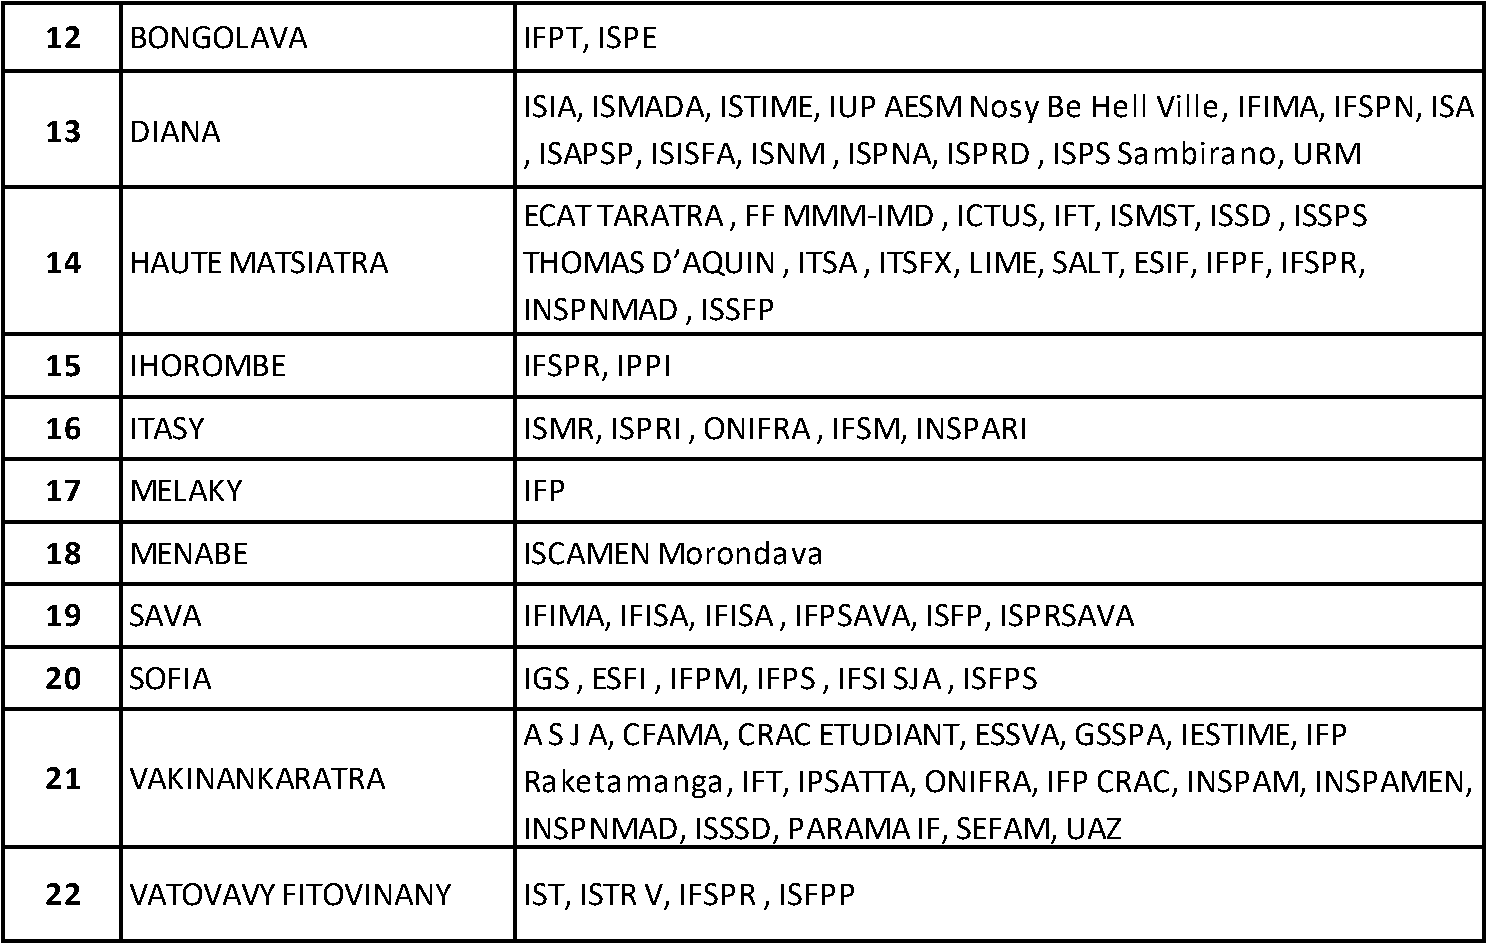 12 BONGOLAVA IFPT, ISPE
ISIA, ISMADA, ISTIME, IUP AESM Nosy Be Hell Ville, IFIMA, IFSPN, ISA
13 DIANA
, ISAPSP, ISISFA, ISNM , ISPNA, ISPRD , ISPS Sambirano, URM
ECAT TARATRA , FF MMM-IMD , ICTUS, IFT, ISMST, ISSD , ISSPS
14 HAUTE MATSIATRA THOMAS D’AQUIN , ITSA , ITSFX, LIME, SALT, ESIF, IFPF, IFSPR,
INSPNMAD , ISSFP
15 IHOROMBE IFSPR, IPPI
16 ITASY ISMR, ISPRI , ONIFRA , IFSM, INSPARI
17 MELAKY IFP
18 MENABE ISCAMEN Morondava
19 SAVA IFIMA, IFISA, IFISA , IFPSAVA, ISFP, ISPRSAVA
20 SOFIA IGS , ESFI , IFPM, IFPS , IFSI SJA , ISFPS
A S J A, CFAMA, CRAC ETUDIANT, ESSVA, GSSPA, IESTIME, IFP
21 VAKINANKARATRA Raketamanga, IFT, IPSATTA, ONIFRA, IFP CRAC, INSPAM, INSPAMEN,
INSPNMAD, ISSSD, PARAMA IF, SEFAM, UAZ
22 VATOVAVY FITOVINANY IST, ISTR V, IFSPR , ISFPP